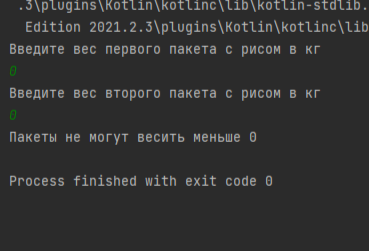 .3\plugins\Kotlin\kotlinc\lib\kotlin-stdlib.
Edition 2021.2.3\plugins\Kotlin\kotlinc\lib
Введите вес первого пакета с рисом в кг
0
Введите вес второго пакета с рисом в кг
0
Пакеты не могут весить меньше 0
Process finished with exit code 0